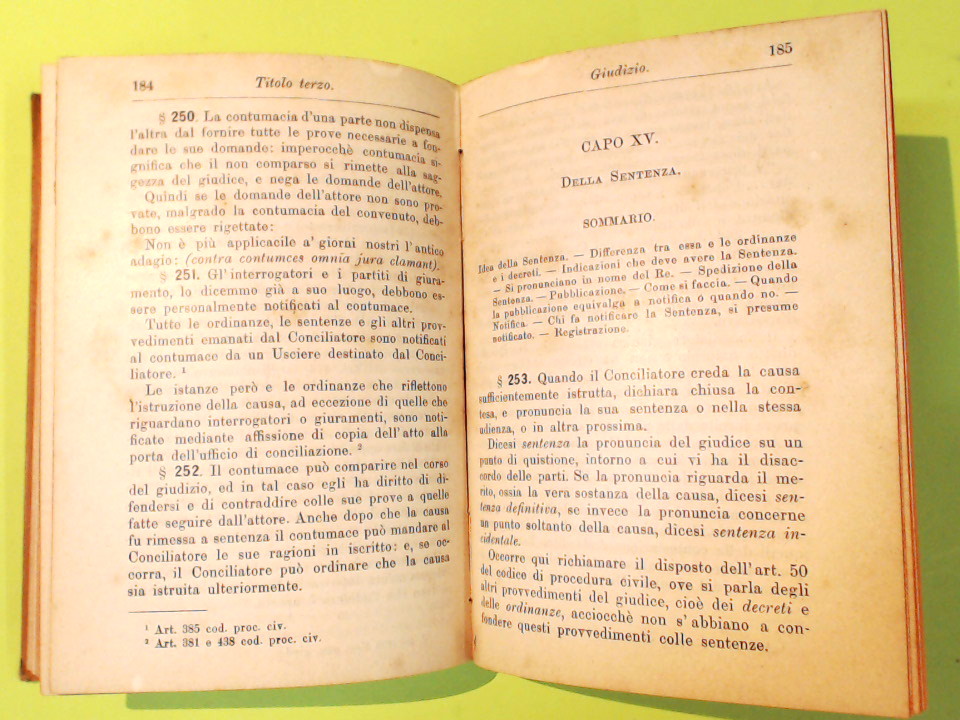 184
Titolo terzo.
§ 250. La contumacia d'una parte non dispensa
l'altra dal fornire tutte le prove necessarie a fon-
dare le sue domande: imperocchè contumacia si-
gnifica che il non comparso si rimette alla sag-
gezza del giudice, e nega le domande dell'attore.
Quindi se le domande dell'attore non sono pro-
vate, malgrado la contumacia del convenuto, deb-
bono essere rigettate:
Non è più applicacile a' giorni nostri l'antico
adagio: (contra contumces omnia jura clamant).
§ 251. Gl'interrogatori e i partiti di giura-
mento, lo dicemmo già a suo luogo, debbono es-
sere personalmente notificati al contumace.
Tutto le ordinanze, le sentenze e gli altri prov-
vedimenti emanati dal Conciliatore sono notificati
al contumace da un Usciere destinato dal Conci-
liatore. ¹
Le istanze però e le ordinanze che riflettono
l'istruzione della causa, ad eccezione di quelle che
riguardano interrogatori o giuramenti, sono noti-
ficate mediante affissione di copia dell'atto alla
porta dell'ufficio di conciliazione. ²
§ 252. Il contumace può comparire nel corso
del giudizio, ed in tal caso egli ha diritto di di-
fendersi e di contraddire colle sue prove a quelle
fatte seguire dall'attore. Anche dopo che la causa
fu rimessa a sentenza il contumace può mandare al
Conciliatore le sue ragioni in iscritto: e, se oc-
corra, il Conciliatore può ordinare che la causa
sia istruita ulteriormente.
¹ Art. 385 cod. proc. civ.
² Art. 381 e 438 cod. proc. civ.
Giudizio.
185
CAPO XV.
DELLA SENTENZA.
SOMMARIO.
Idea della Sentenza. — Differenza tra essa e le ordinanze
e i decreti. — Indicazioni che deve avere la Sentenza.
— Si pronunciano in nome del Re. — Spedizione della
Sentenza. — Pubblicazione. — Come si faccia. — Quando
la pubblicazione equivalga a notifica o quando no. —
Notifica. — Chi fa notificare la Sentenza, si presume
notificato. — Registrazione.
§ 253. Quando il Conciliatore creda la causa
sufficientemente istrutta, dichiara chiusa la con-
tesa, e pronuncia la sua sentenza o nella stessa
udienza, o in altra prossima.
Dicesi sentenza la pronuncia del giudice su un
punto di quistione, intorno a cui vi ha il disac-
cordo delle parti. Se la pronuncia riguarda il me-
rito, ossia la vera sostanza della causa, dicesi sen-
tenza definitiva, se invece la pronuncia concerne
un punto soltanto della causa, dicesi sentenza in-
cidentale.
Occorre qui richiamare il disposto dell'art. 50
del codice di procedura civile, ove si parla degli
altri provvedimenti del giudice, cioè dei decreti e
delle ordinanze, acciocchè non s'abbiano a con-
fondere questi provvedimenti colle sentenze.